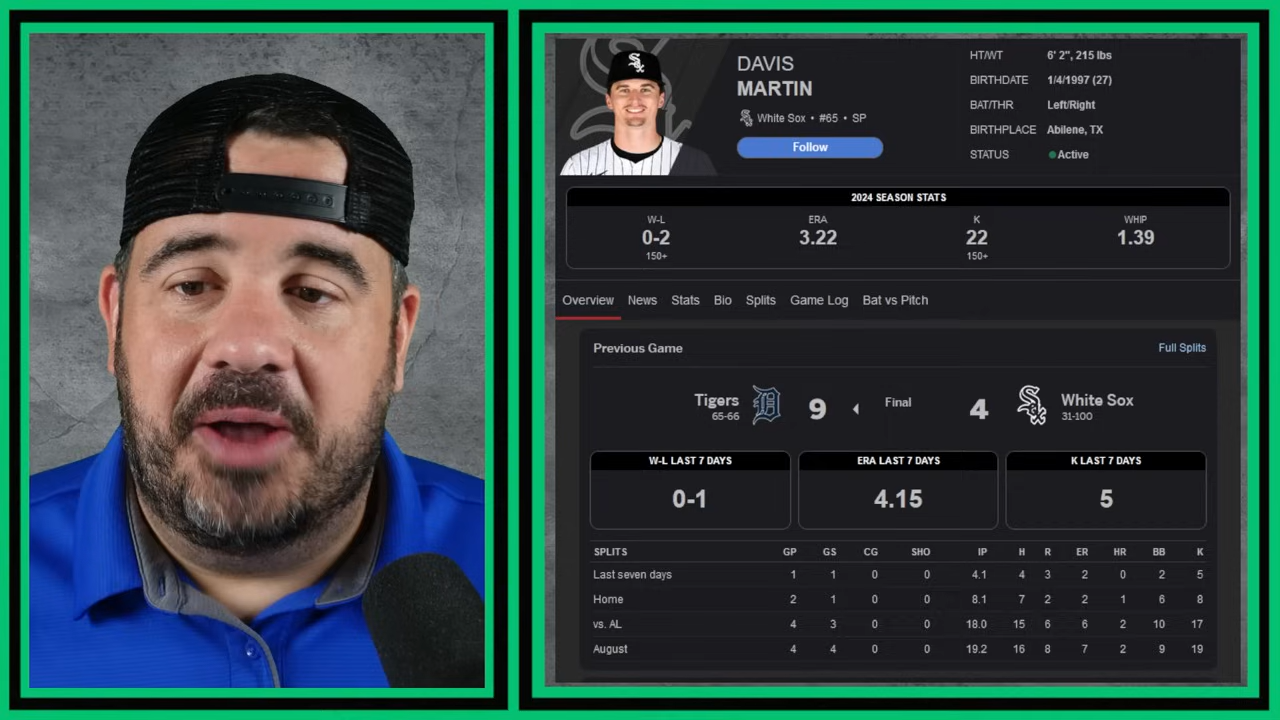 DAVIS
MARTIN
White Sox • #65 • SP
Follow
HT/WT 6' 2", 215 lbs
BIRTHDATE 1/4/1997 (27)
BAT/THR Left/Right
BIRTHPLACE Abilene, TX
STATUS Active
2024 SEASON STATS
W-L ERA K WHIP
0-2 3.22 22 1.39
150+ 150+
Overview News Stats Bio Splits Game Log Bat vs Pitch
Previous Game Full Splits
Tigers 9 Final 4 White Sox
65-66 31-100
W-L LAST 7 DAYS ERA LAST 7 DAYS K LAST 7 DAYS
0-1 4.15 5
SPLITS GP GS CG SHO IP H R ER HR BB K
Last seven days 1 1 0 0 4.1 4 3 2 0 2 5
Home 2 1 0 0 8.1 7 2 2 1 6 8
vs. AL 4 3 0 0 18.0 15 6 6 2 10 17
August 4 4 0 0 19.2 16 8 7 2 9 19